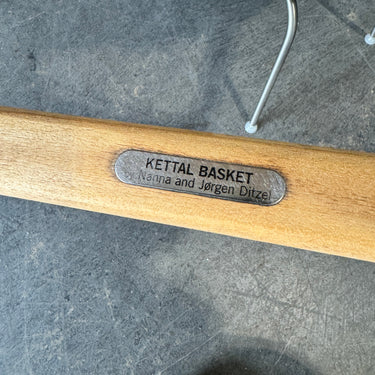 KETTAL BASKET
by Nanna and Jørgen Ditzel